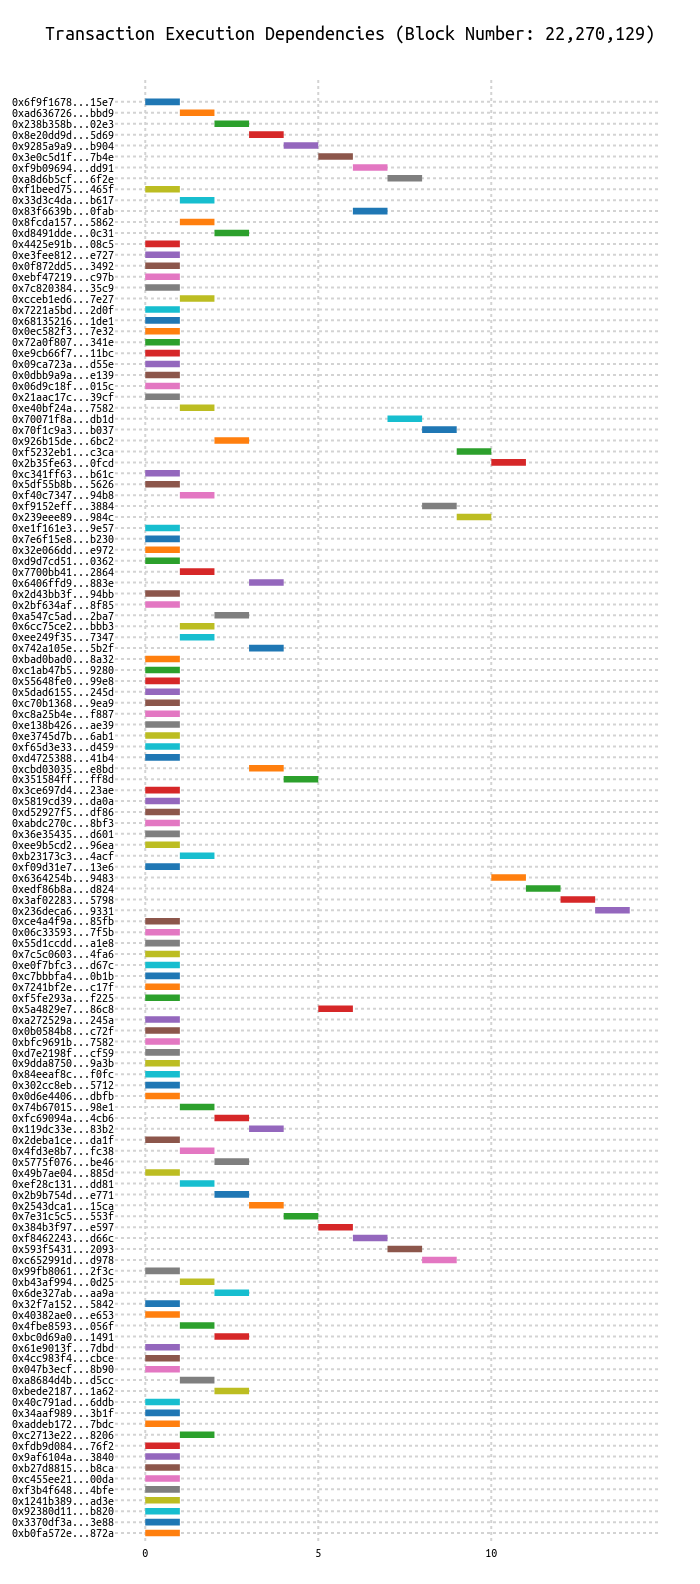 Transaction Execution Dependencies (Block Number: 22,270,129)
0x6f9f1678...15e7
0xad636726...bbd9
0x238b358b...02e3
0x8e20dd9d...5d69
0x9285a9a9...b904
0x3e0c5d1f...7b4e
0xf9b09694...dd91
0xa8d6b5cf...6f2e
0xf1beed75...465f
0x33d3c4da...b617
0x83f6639b...0fab
0x8fcda157...5862
0xd8491dde...0c31
0x4425e91b...08c5
0xe3fee812...e727
0x0f872dd5...3492
0xebf47219...c97b
0x7c820384...35c9
0xcceb1ed6...7e27
0x7221a5bd...2d0f
0x68135216...1de1
0x0ec582f3...7e32
0x72a0f807...341e
0xe9cb66f7...11bc
0x09ca723a...d55e
0x0dbb9a9a...e139
0x06d9c18f...015c
0x21aac17c...39cf
0xe40bf24a...7582
0x70071f8a...db1d
0x70f1c9a3...b037
0x926b15de...6bc2
0xf5232eb1...c3ca
0x2b35fe63...0fcd
0xc341ff63...b61c
0x5df55b8b...5626
0xf40c7347...94b8
0xf9152eff...3884
0x239eee89...984c
0xe1f161e3...9e57
0x7e6f15e8...b230
0x32e066dd...e972
0xd9d7cd51...0362
0x7700bb41...2864
0x6406ffd9...883e
0x2d43bb3f...94bb
0x2bf634af...8f85
0xa547c5ad...2ba7
0x6cc75ce2...bbb3
0xee249f35...7347
0x742a105e...5b2f
0xbad0bad0...8a32
0xc1ab47b5...9280
0x55648fe0...99e8
0x5dad6155...245d
0xc70b1368...9ea9
0xc8a25b4e...f887
0xe138b426...ae39
0xe3745d7b...6ab1
0xf65d3e33...d459
0xd4725388...41b4
0xcbd03035...e8bd
0x351584ff...ff8d
0x3ce697d4...23ae
0x5819cd39...da0a
0xd52927f5...df86
0xabdc270c...8bf3
0x36e35435...d601
0xee9b5cd2...96ea
0xb23173c3...4acf
0xf09d31e7...13e6
0x6364254b...9483
0xedf86b8a...d824
0x3af02283...5798
0x236deca6...9331
0xce4a4f9a...85fb
0x06c33593...7f5b
0x55d1ccdd...a1e8
0x7c5c0603...4fa6
0xe0f7bfc3...d67c
0xc7bbbfa4...0b1b
0x7241bf2e...c17f
0xf5fe293a...f225
0x5a4829e7...86c8
0xa272529a...245a
0x0b0584b8...c72f
0xbfc9691b...7582
0xd7e2198f...cf59
0x9dda8750...9a3b
0x84eeaf8c...f0fc
0x302cc8eb...5712
0x0d6e4406...dbfb
0x74b67015...98e1
0xfc69094a...4cb6
0x119dc33e...83b2
0x2deba1ce...da1f
0x4fd3e8b7...fc38
0x5775f076...be46
0x49b7ae04...885d
0xef28c131...dd81
0x2b9b754d...e771
0x2543dca1...15ca
0x7e31c5c5...553f
0x384b3f97...e597
0xf8462243...d66c
0x593f5431...2093
0xc652991d...d978
0x99fb8061...2f3c
0xb43af994...0d25
0x6de327ab...aa9a
0x32f7a152...5842
0x40382ae0...e653
0x4fbe8593...056f
0xbc0d69a0...1491
0x61e9013f...7dbd
0x4cc983f4...cbce
0x047b3ecf...8b90
0xa8684d4b...d5cc
0xbede2187...1a62
0x40c791ad...6ddb
0x34aaf989...3b1f
0xaddeb172...7bdc
0xc2713e22...8206
0xfdb9d084...76f2
0x9af6104a...3840
0xb27d8815...b8ca
0xc455ee21...00da
0xf3b4f648...4bfe
0x1241b389...ad3e
0x92380d11...b820
0x3370df3a...3e88
0xb0fa572e...872a
0 5 10